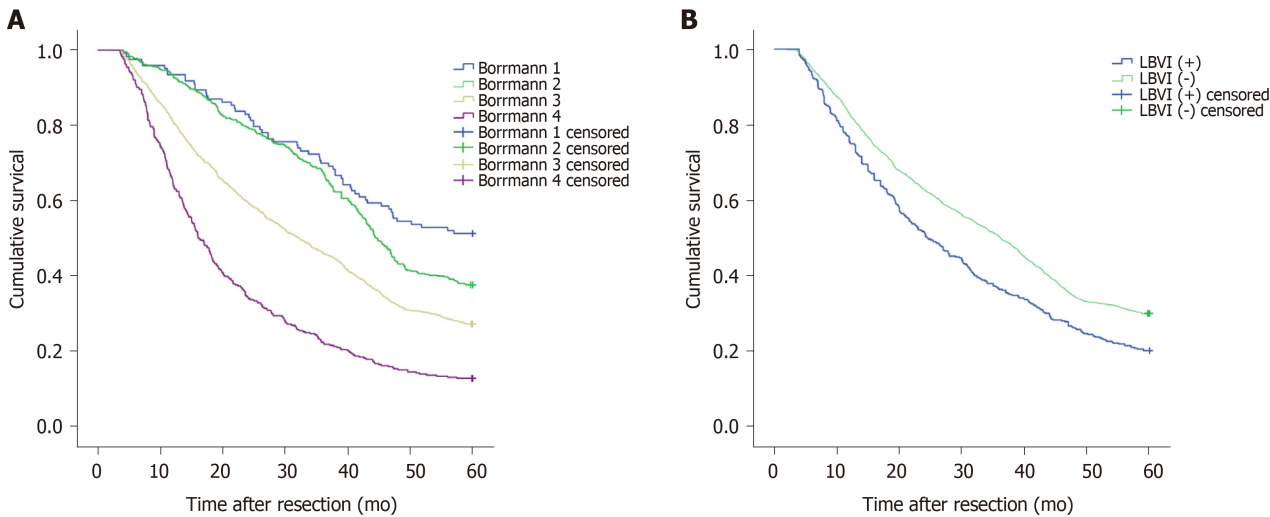 A
Cumulative survical
1.0
0.8
0.6
0.4
0.2
0.0
0 10 20 30 40 50 60
Time after resection (mo)
Borrmann 1
Borrmann 2
Borrmann 3
Borrmann 4
Borrmann 1 censored
Borrmann 2 censored
Borrmann 3 censored
Borrmann 4 censored
B
Cumulative survical
1.0
0.8
0.6
0.4
0.2
0.0
0 10 20 30 40 50 60
Time after resection (mo)
LBVI (+)
LBVI (-)
LBVI (+) censored
LBVI (-) censored